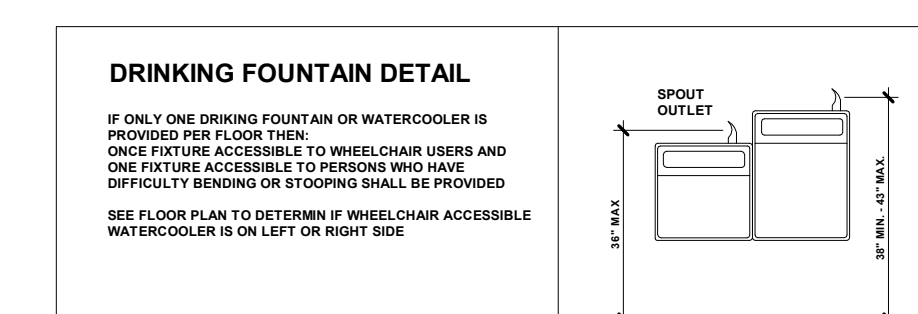 DRINKING FOUNTAIN DETAIL
IF ONLY ONE DRIKING FOUNTAIN OR WATERCOOLER IS
PROVIDED PER FLOOR THEN:
ONCE FIXTURE ACCESSIBLE TO WHEELCHAIR USERS AND
ONE FIXTURE ACCESSIBLE TO PERSONS WHO HAVE
DIFFICULTY BENDING OR STOOPING SHALL BE PROVIDED
SEE FLOOR PLAN TO DETERMIN IF WHEELCHAIR ACCESSIBLE
WATERCOOLER IS ON LEFT OR RIGHT SIDE
SPOUT
OUTLET
36" MAX
38" MIN. - 43" MAX.